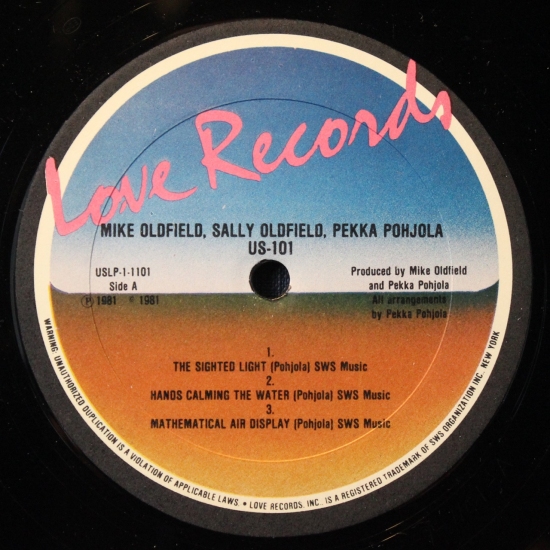 Love Records
MIKE OLDFIELD, SALLY OLDFIELD, PEKKA POHJOLA
US-101
USLP-1-1101
Side A
℗ 1981 © 1981
Produced by Mike Oldfield
and Pekka Pohjola
All arrangements
by Pekka Pohjola
1.
THE SIGHTED LIGHT (Pohjola) SWS Music
2.
HANDS CALMING THE WATER (Pohjola) SWS Music
3.
MATHEMATICAL AIR DISPLAY (Pohjola) SWS Music
WARNING: UNAUTHORIZED DUPLICATION IS A VIOLATION OF APPLICABLE LAWS. • LOVE RECORDS, INC. IS A REGISTERED TRADEMARK OF SWS ORGANIZATION INC. NEW YORK